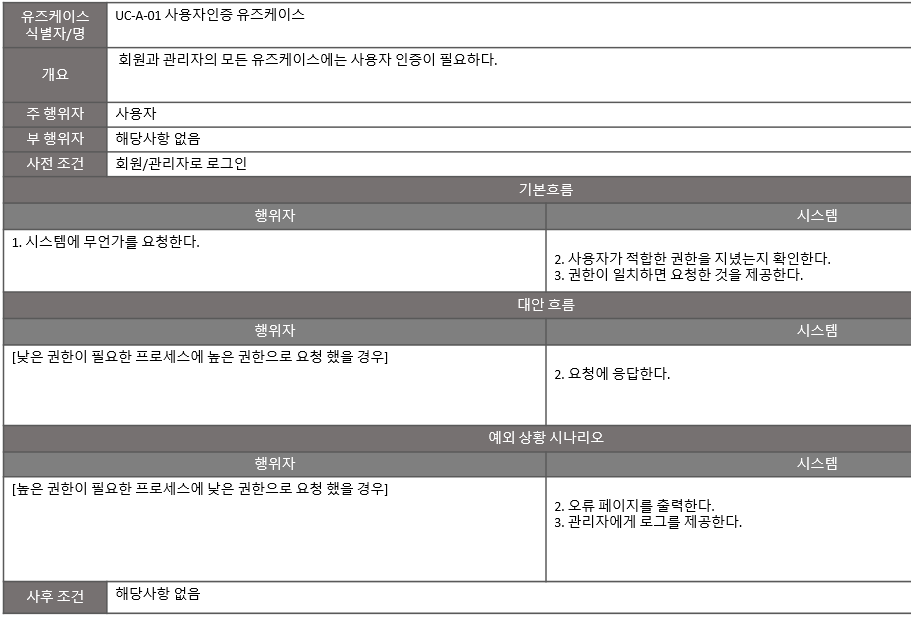 유즈케이스
식별자/명
UC-A-01 사용자인증 유즈케이스
개요
회원과 관리자의 모든 유즈케이스에는 사용자 인증이 필요하다.
주 행위자
사용자
부 행위자
해당사항 없음
사전 조건
회원/관리자로 로그인
기본흐름
행위자
시스템
1. 시스템에 무언가를 요청한다.
2. 사용자가 적합한 권한을 지녔는지 확인한다.
3. 권한이 일치하면 요청한 것을 제공한다.
대안 흐름
행위자
시스템
[낮은 권한이 필요한 프로세스에 높은 권한으로 요청 했을 경우]
2. 요청에 응답한다.
예외 상황 시나리오
행위자
시스템
[높은 권한이 필요한 프로세스에 낮은 권한으로 요청 했을 경우]
2. 오류 페이지를 출력한다.
3. 관리자에게 로그를 제공한다.
사후 조건
해당사항 없음